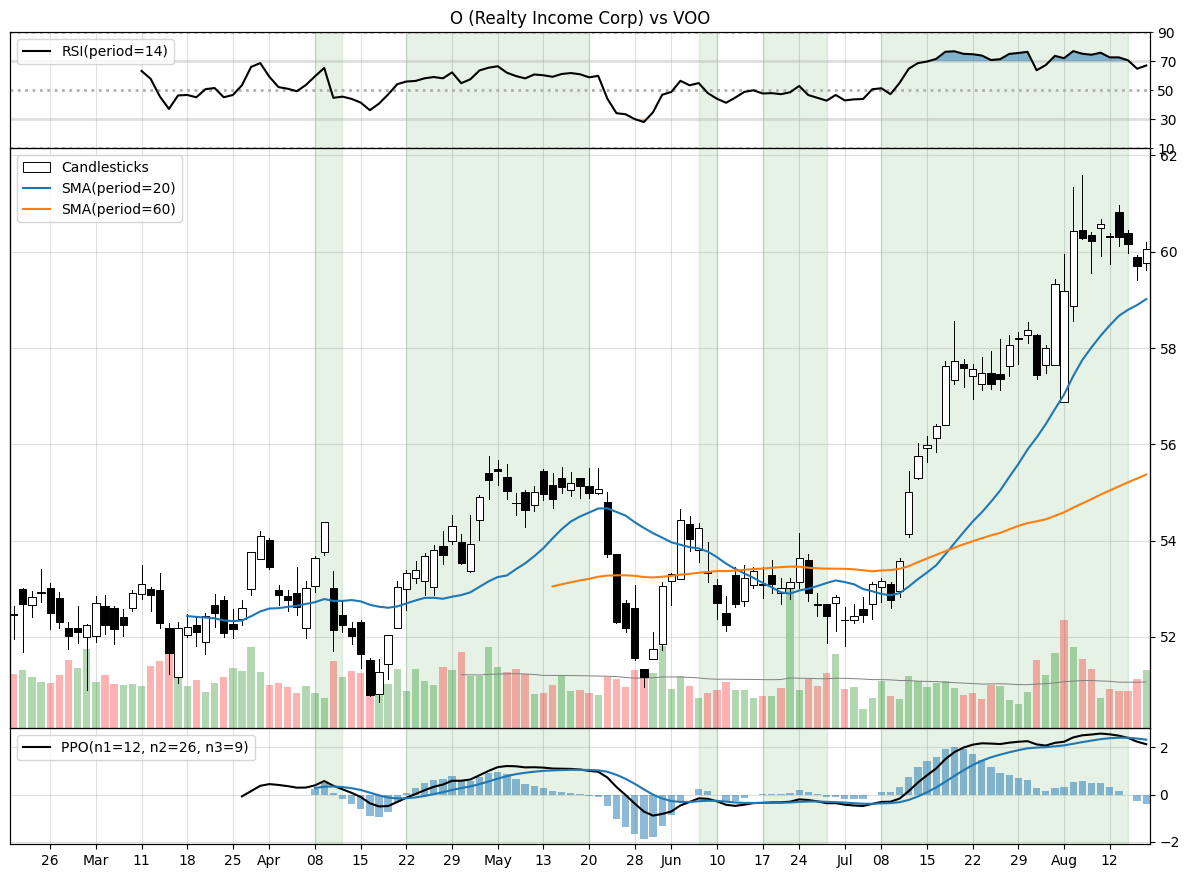 O (Realty Income Corp) vs VOO
RSI(period=14)
90
70
50
30
10
Candlesticks
SMA(period=20)
SMA(period=60)
62
60
58
56
54
52
PPO(n1=12, n2=26, n3=9)
2
0
−2
26 Mar 11 18 25 Apr 08 15 22 29 May 13 20 28 Jun 10 17 24 Jul 08 15 22 29 Aug 12